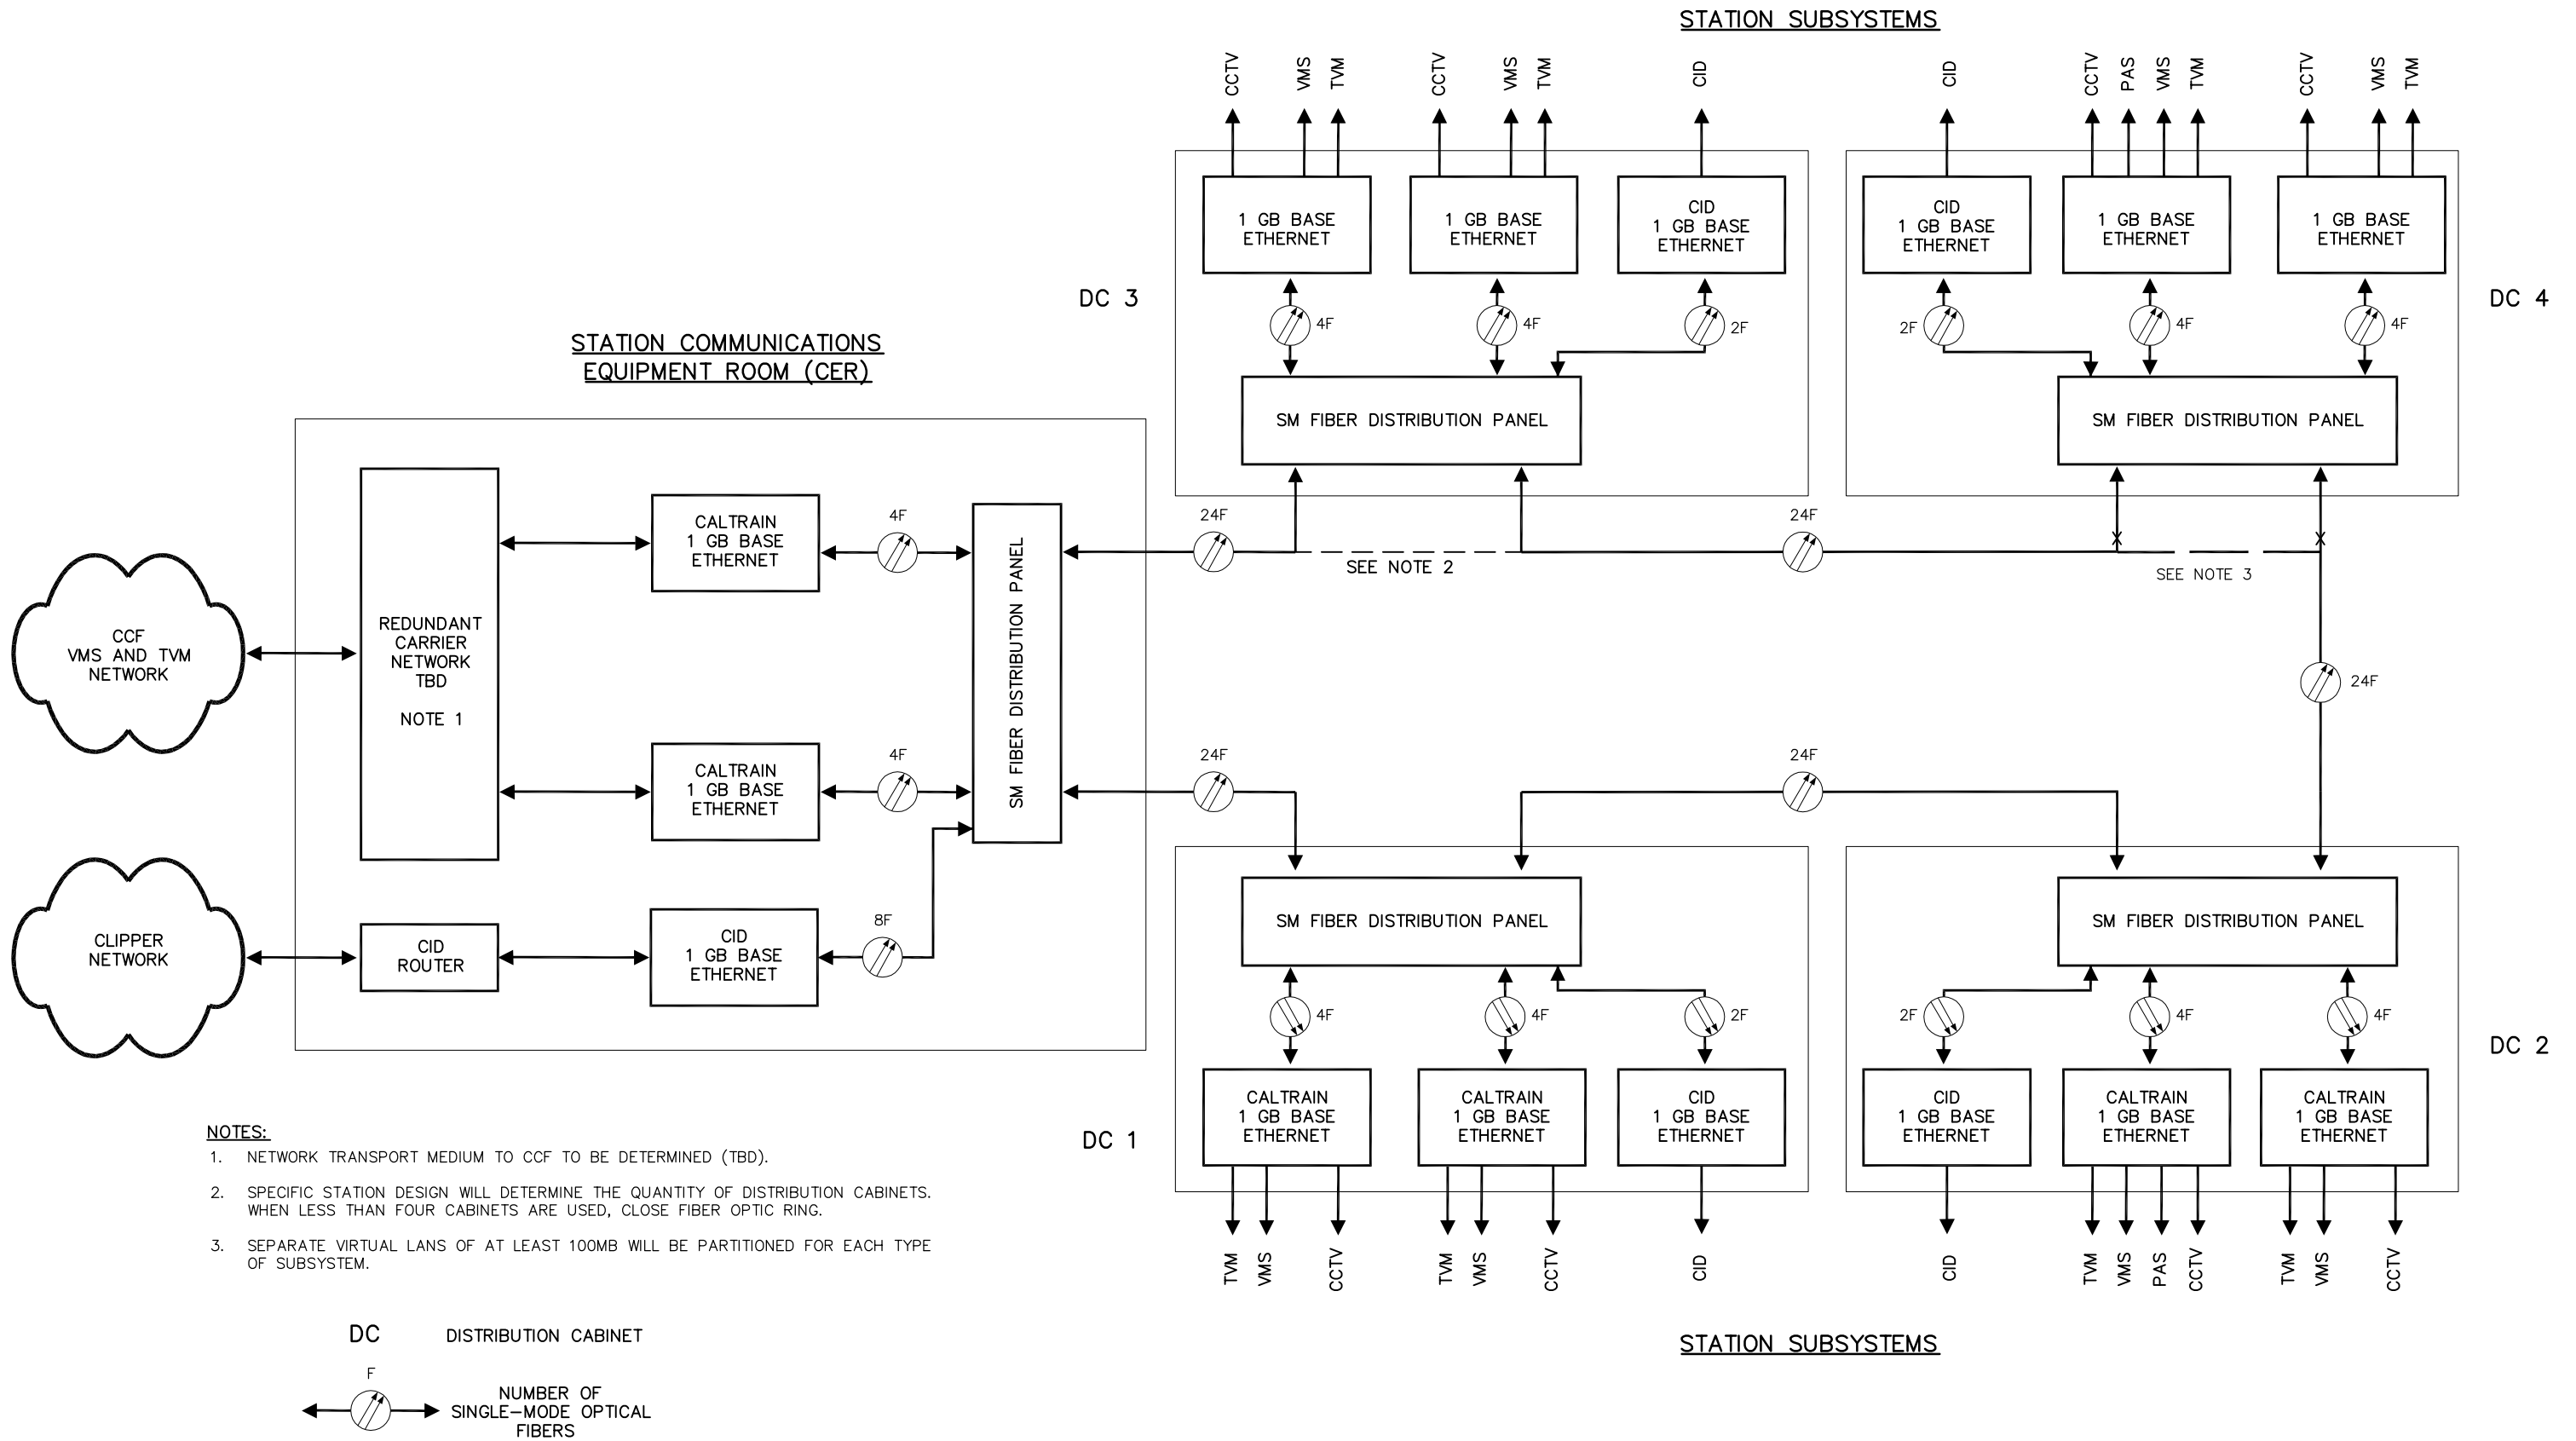 STATION SUBSYSTEMS
CCTV
VMS
TVM
CCTV
VMS
TVM
CID
CID
CCTV
PAS
VMS
TVM
CCTV
VMS
TVM
1 GB BASE
ETHERNET
1 GB BASE
ETHERNET
CID
1 GB BASE
ETHERNET
CID
1 GB BASE
ETHERNET
1 GB BASE
ETHERNET
1 GB BASE
ETHERNET
DC 3
DC 4
4F
4F
2F
2F
4F
4F
SM FIBER DISTRIBUTION PANEL
SM FIBER DISTRIBUTION PANEL
STATION COMMUNICATIONS
EQUIPMENT ROOM (CER)
CCF
VMS AND TVM
NETWORK
REDUNDANT
CARRIER
NETWORK
TBD
NOTE 1
CALTRAIN
1 GB BASE
ETHERNET
4F
SM FIBER DISTRIBUTION PANEL
24F
SEE NOTE 2
24F
SEE NOTE 3
24F
CALTRAIN
1 GB BASE
ETHERNET
4F
24F
24F
CLIPPER
NETWORK
CID
ROUTER
CID
1 GB BASE
ETHERNET
8F
SM FIBER DISTRIBUTION PANEL
SM FIBER DISTRIBUTION PANEL
4F
4F
2F
2F
4F
4F
DC 1
DC 2
CALTRAIN
1 GB BASE
ETHERNET
CALTRAIN
1 GB BASE
ETHERNET
CID
1 GB BASE
ETHERNET
CID
1 GB BASE
ETHERNET
CALTRAIN
1 GB BASE
ETHERNET
CALTRAIN
1 GB BASE
ETHERNET
TVM
VMS
CCTV
TVM
VMS
CCTV
CID
CID
TVM
VMS
PAS
CCTV
TVM
VMS
CCTV
STATION SUBSYSTEMS
NOTES:
1. NETWORK TRANSPORT MEDIUM TO CCF TO BE DETERMINED (TBD).
2. SPECIFIC STATION DESIGN WILL DETERMINE THE QUANTITY OF DISTRIBUTION CABINETS.
WHEN LESS THAN FOUR CABINETS ARE USED, CLOSE FIBER OPTIC RING.
3. SEPARATE VIRTUAL LANS OF AT LEAST 100MB WILL BE PARTITIONED FOR EACH TYPE
OF SUBSYSTEM.
DC DISTRIBUTION CABINET
F
NUMBER OF
SINGLE-MODE OPTICAL
FIBERS